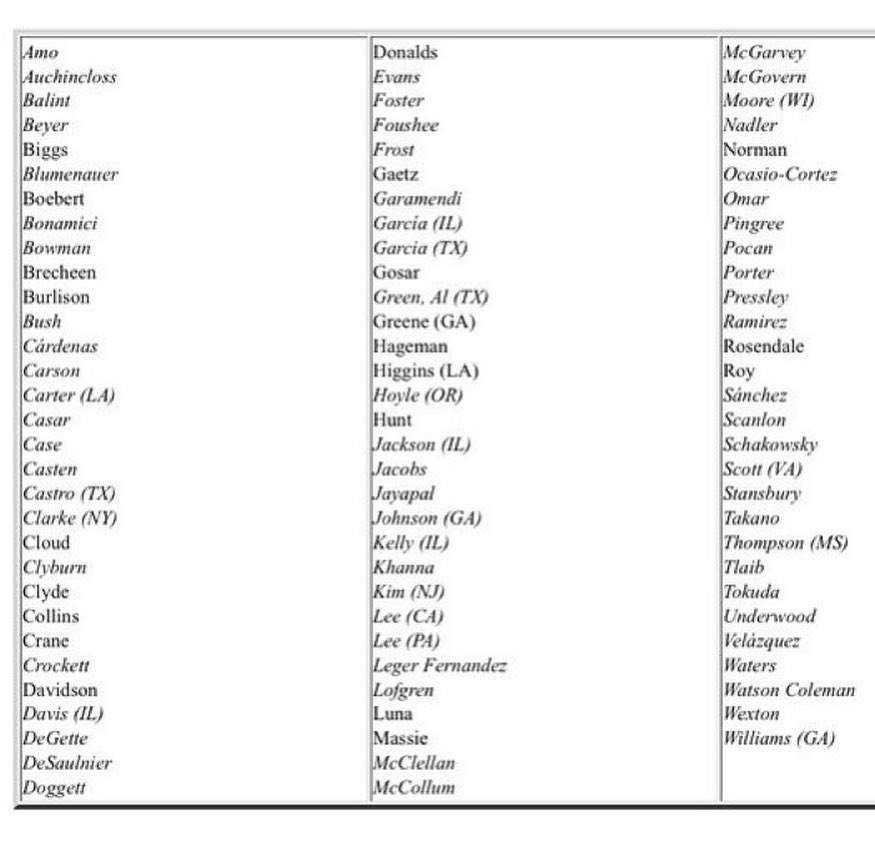 Amo
Auchincloss
Balint
Beyer
Biggs
Blumenauer
Boebert
Bonamici
Bowman
Brecheen
Burlison
Bush
Cárdenas
Carson
Carter (LA)
Casar
Case
Casten
Castro (TX)
Clarke (NY)
Cloud
Clyburn
Clyde
Collins
Crane
Crockett
Davidson
Davis (IL)
DeGette
DeSaulnier
Doggett
Donalds
Evans
Foster
Foushee
Frost
Gaetz
Garamendi
García (IL)
Garcia (TX)
Gosar
Green, Al (TX)
Greene (GA)
Hageman
Higgins (LA)
Hoyle (OR)
Hunt
Jackson (IL)
Jacobs
Jayapal
Johnson (GA)
Kelly (IL)
Khanna
Kim (NJ)
Lee (CA)
Lee (PA)
Leger Fernandez
Lofgren
Luna
Massie
McClellan
McCollum
McGarvey
McGovern
Moore (WI)
Nadler
Norman
Ocasio-Cortez
Omar
Pingree
Pocan
Porter
Pressley
Ramirez
Rosendale
Roy
Sánchez
Scanlon
Schakowsky
Scott (VA)
Stansbury
Takano
Thompson (MS)
Tlaib
Tokuda
Underwood
Velázquez
Waters
Watson Coleman
Wexton
Williams (GA)